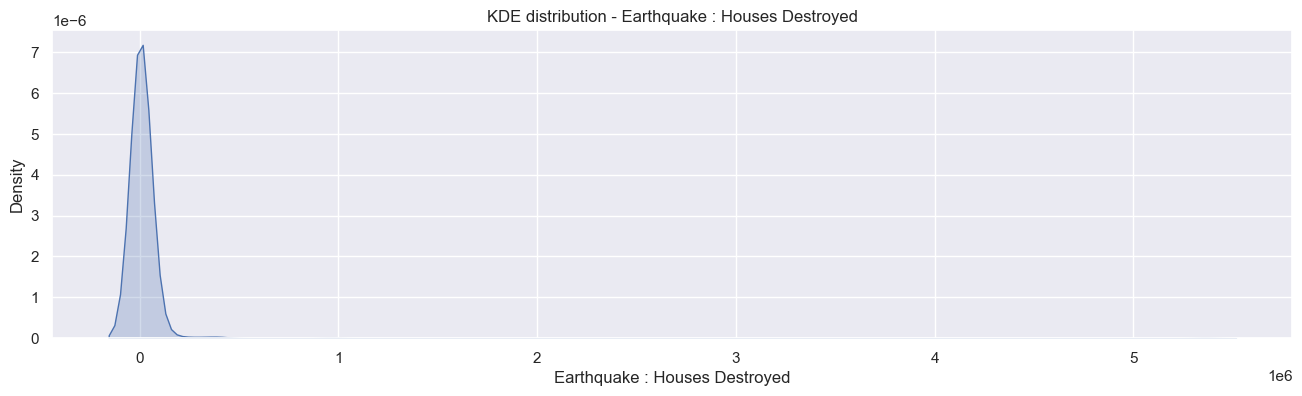 KDE distribution - Earthquake : Houses Destroyed
1e−6
7
6
5
4
3
2
1
0
Density
0 1 2 3 4 5
1e6
Earthquake : Houses Destroyed